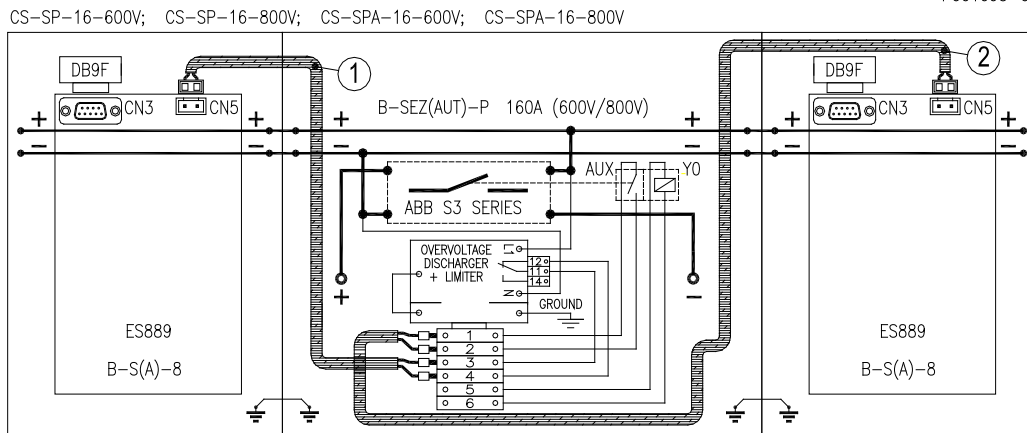 CS-SP-16-600V; CS-SP-16-800V; CS-SPA-16-600V; CS-SPA-16-800V
DB9F
1
2
DB9F
CN3
CN5
B-SEZ(AUT)-P 160A (600V/800V)
CN3
CN5
+ + + + +
− − − − −
AUX
Y0
ABB S3 SERIES
OVERVOLTAGE
DISCHARGER
+ LIMITER
L1
N
12
11
14
+
−
GROUND
1
2
3
4
5
6
ES889
B-S(A)-8
ES889
B-S(A)-8